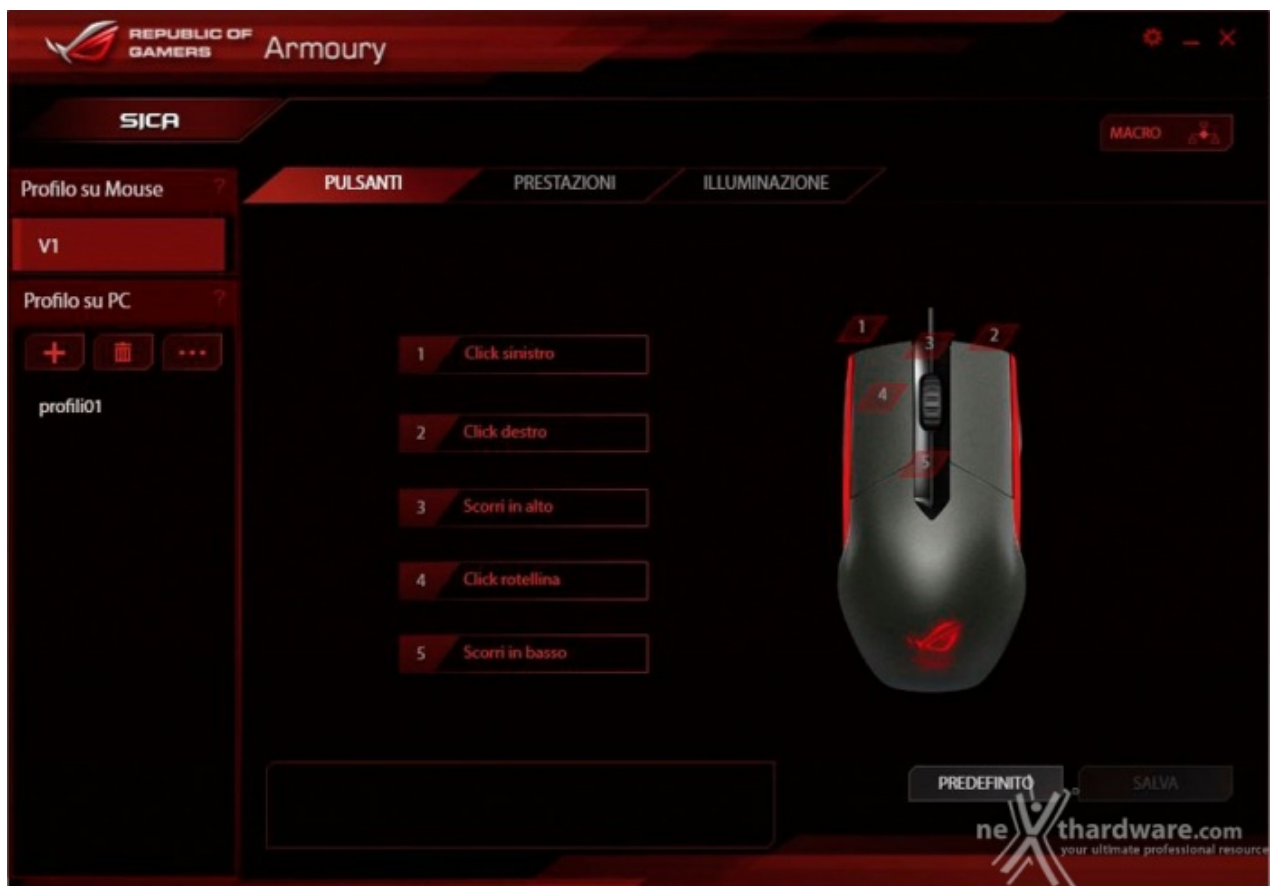 REPUBLIC OF
GAMERS
Armoury
SICA
MACRO
Profilo su Mouse ?
PULSANTI PRESTAZIONI ILLUMINAZIONE
V1
Profilo su PC ?
profili01
1 Click sinistro
2 Click destro
3 Scorri in alto
4 Click rotellina
5 Scorri in basso
1
3
2
4
5
PREDEFINITO
SALVA
nexthardware.com
your ultimate professional resource